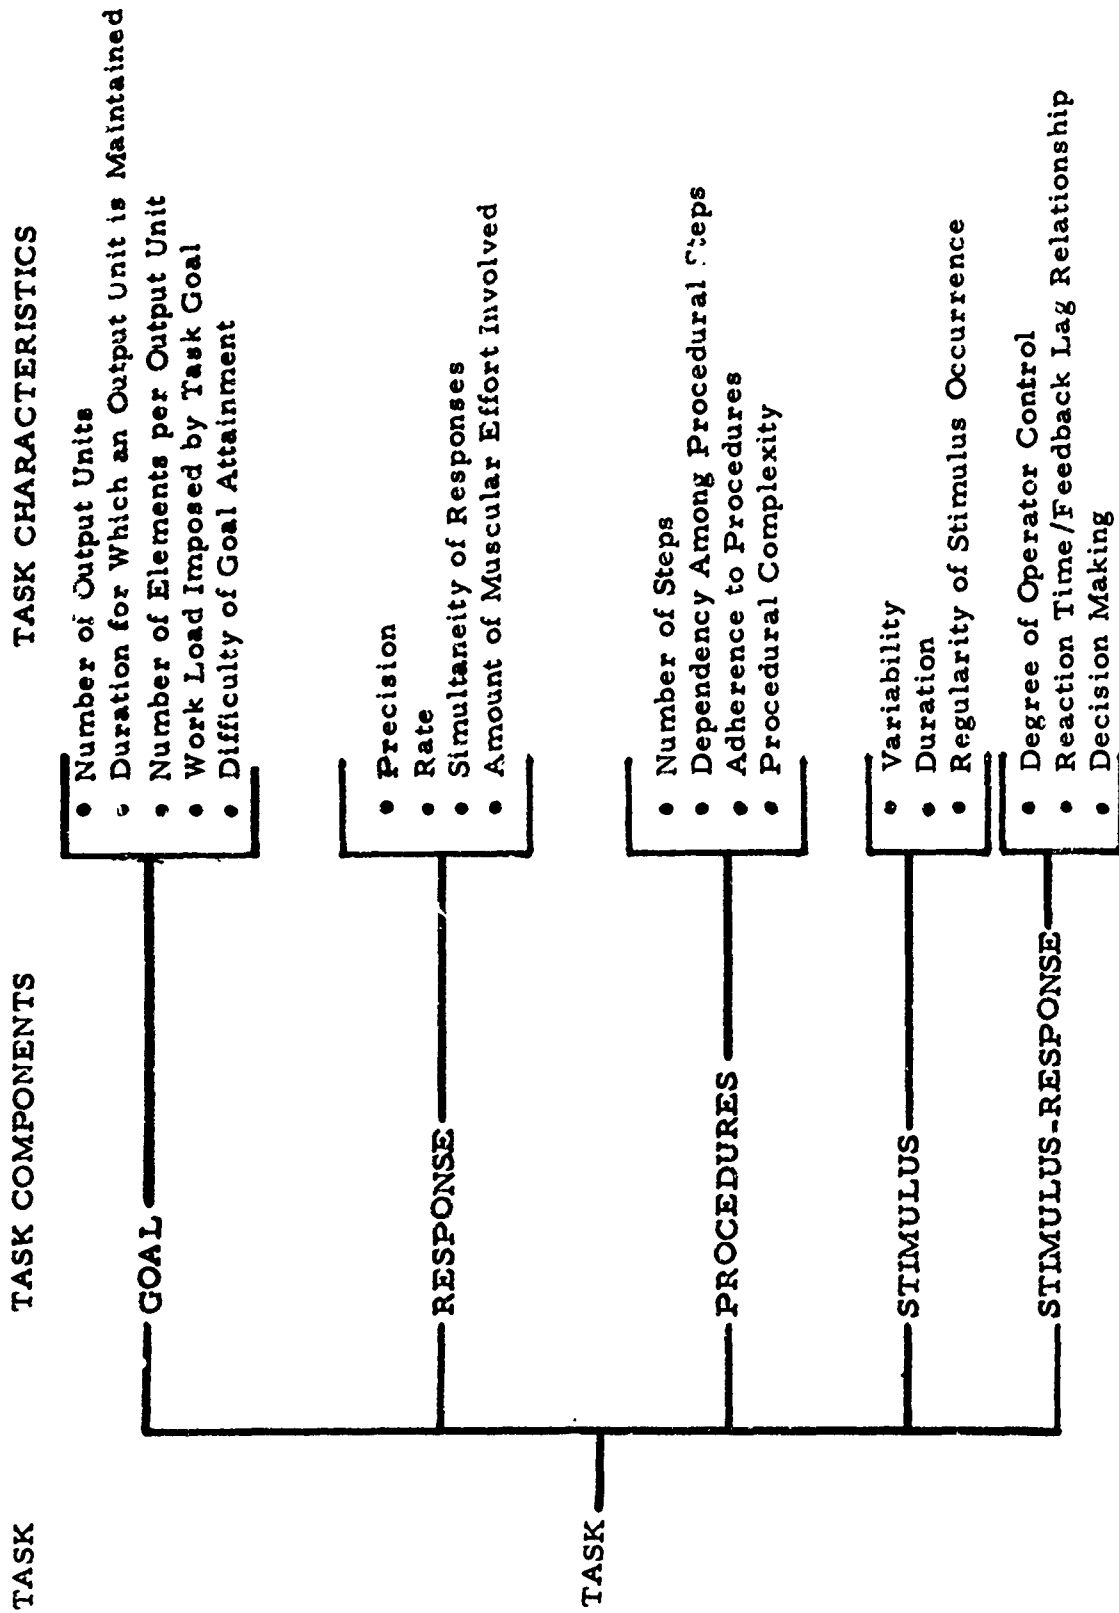 TASK
TASK COMPONENTS
TASK CHARACTERISTICS
TASK
GOAL
• Number of Output Units
• Duration for Which an Output Unit is Maintained
• Number of Elements per Output Unit
• Work Load Imposed by Task Goal
• Difficulty of Goal Attainment
RESPONSE
• Precision
• Rate
• Simultaneity of Responses
• Amount of Muscular Effort Involved
PROCEDURES
• Number of Steps
• Dependency Among Procedural Steps
• Adherence to Procedures
• Procedural Complexity
STIMULUS
• Variability
• Duration
• Regularity of Stimulus Occurrence
STIMULUS-RESPONSE
• Degree of Operator Control
• Reaction Time/Feedback Lag Relationship
• Decision Making